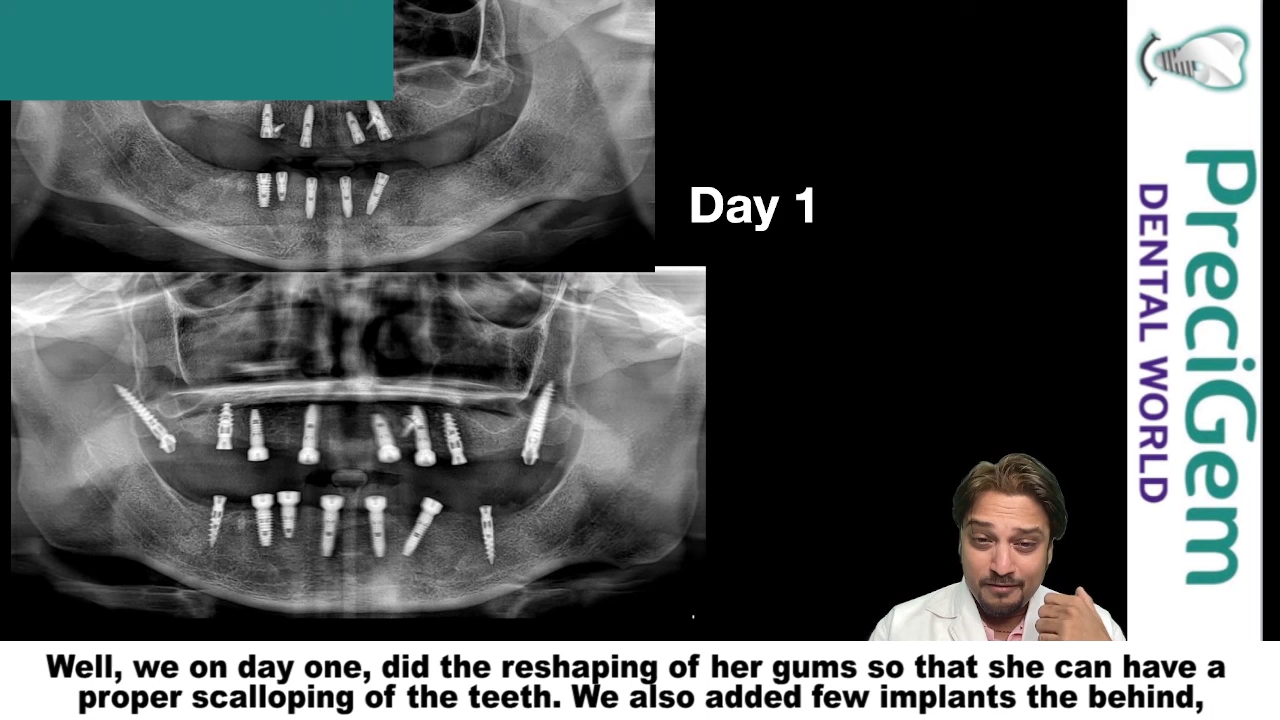 Day 1
PreciGem
DENTAL WORLD
Well, we on day one, did the reshaping of her gums so that she can have a
proper scalloping of the teeth. We also added few implants the behind,